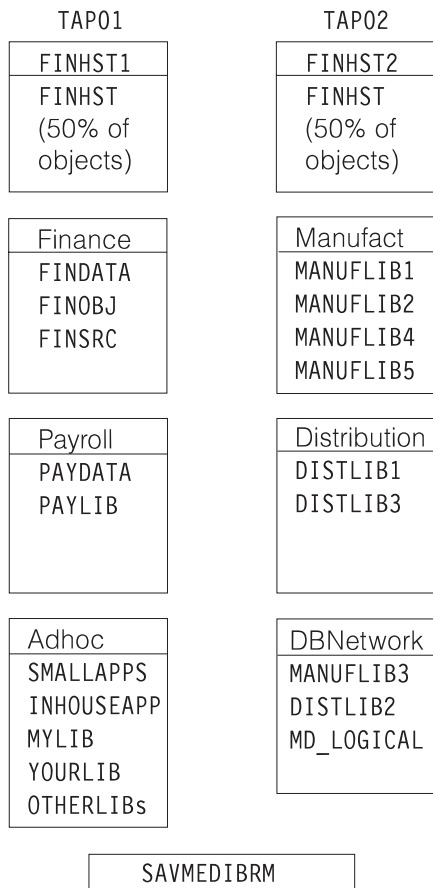 TAP01
FINHST1
FINHST
(50% of
objects)
Finance
FINDATA
FINOBJ
FINSRC
Payroll
PAYDATA
PAYLIB
Adhoc
SMALLAPPS
INHOUSEAPP
MYLIB
YOURLIB
OTHERLIBs
TAP02
FINHST2
FINHST
(50% of
objects)
Manufact
MANUFLIB1
MANUFLIB2
MANUFLIB4
MANUFLIB5
Distribution
DISTLIB1
DISTLIB3
DBNetwork
MANUFLIB3
DISTLIB2
MD_LOGICAL
SAVMEDIBRM